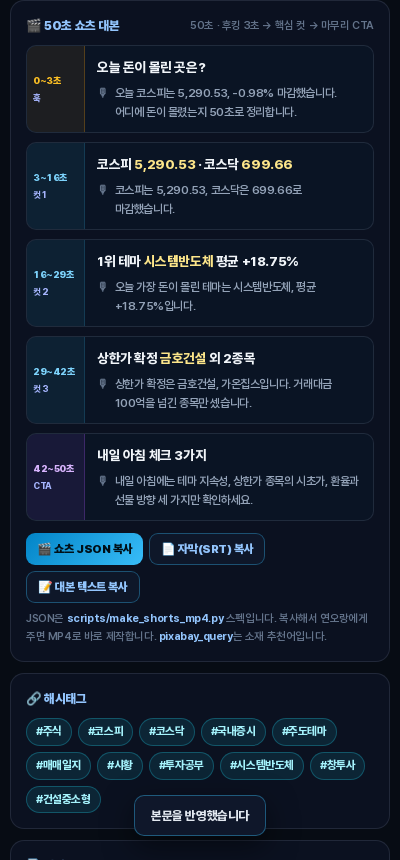 🎬 50초 쇼츠 대본
50초 · 후킹 3초 → 핵심 컷 → 마무리 CTA
0~3초
훅
오늘 돈이 몰린 곳은?
🎙 오늘 코스피는 5,290.53, -0.98% 마감했습니다.
어디에 돈이 몰렸는지 50초로 정리합니다.
3~16초
컷 1
코스피 5,290.53 · 코스닥 699.66
🎙 코스피는 5,290.53, 코스닥은 699.66로
마감했습니다.
16~29초
컷 2
1위 테마 시스템반도체 평균 +18.75%
🎙 오늘 가장 돈이 몰린 테마는 시스템반도체, 평균
+18.75%입니다.
29~42초
컷 3
상한가 확정 금호건설 외 2종목
🎙 상한가 확정은 금호건설, 가온칩스입니다. 거래대금
100억을 넘긴 종목만 셌습니다.
42~50초
CTA
내일 아침 체크 3가지
🎙 내일 아침에는 테마 지속성, 상한가 종목의 시초가, 환율과
선물 방향 세 가지만 확인하세요.
🎬 쇼츠 JSON 복사
📄 자막(SRT) 복사
📝 대본 텍스트 복사
JSON은 scripts/make_shorts_mp4.py 스펙입니다. 복사해서 연오랑에게
주면 MP4로 바로 제작합니다. pixabay_query는 소재 추천어입니다.
🔗 해시태그
#주식 #코스피 #코스닥 #국내증시 #주도테마
#매매일지 #시황 #투자공부 #시스템반도체 #창투사
#건설중소형
본문을 반영했습니다